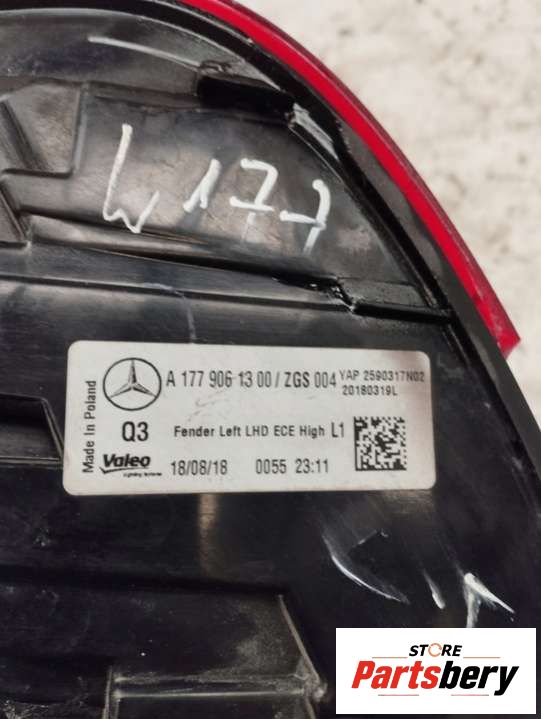 W177
A 177 906 13 00 / ZGS 004 YAP 2590317N02
20180319L
Made In Poland
Q3 Fender Left LHD ECE High L1
Valeo 18/08/18 0055 23:11
STORE
Partsbery